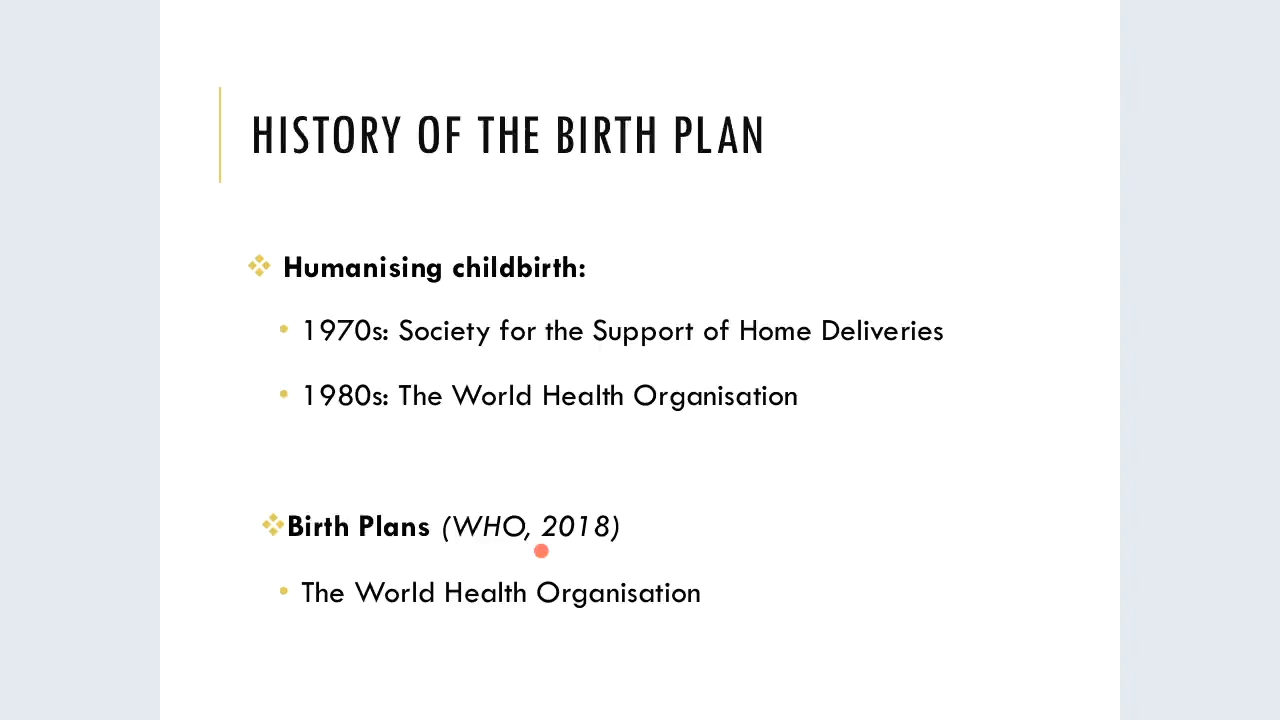 HISTORY OF THE BIRTH PLAN
Humanising childbirth:
1970s: Society for the Support of Home Deliveries
1980s: The World Health Organisation
Birth Plans (WHO, 2018)
The World Health Organisation